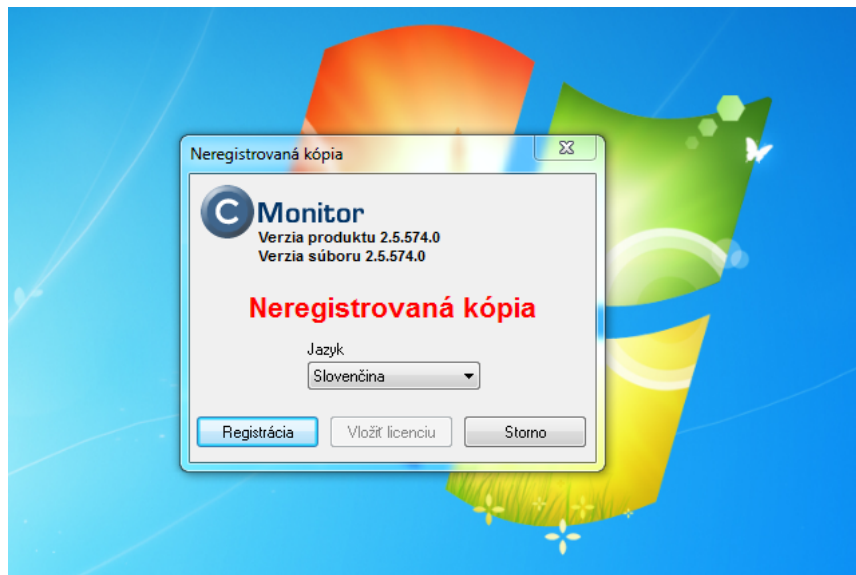 Neregistrovaná kópia
C Monitor
Verzia produktu 2.5.574.0
Verzia súboru 2.5.574.0
Neregistrovaná kópia
Jazyk
Slovenčina
Registrácia Vložiť licenciu Storno